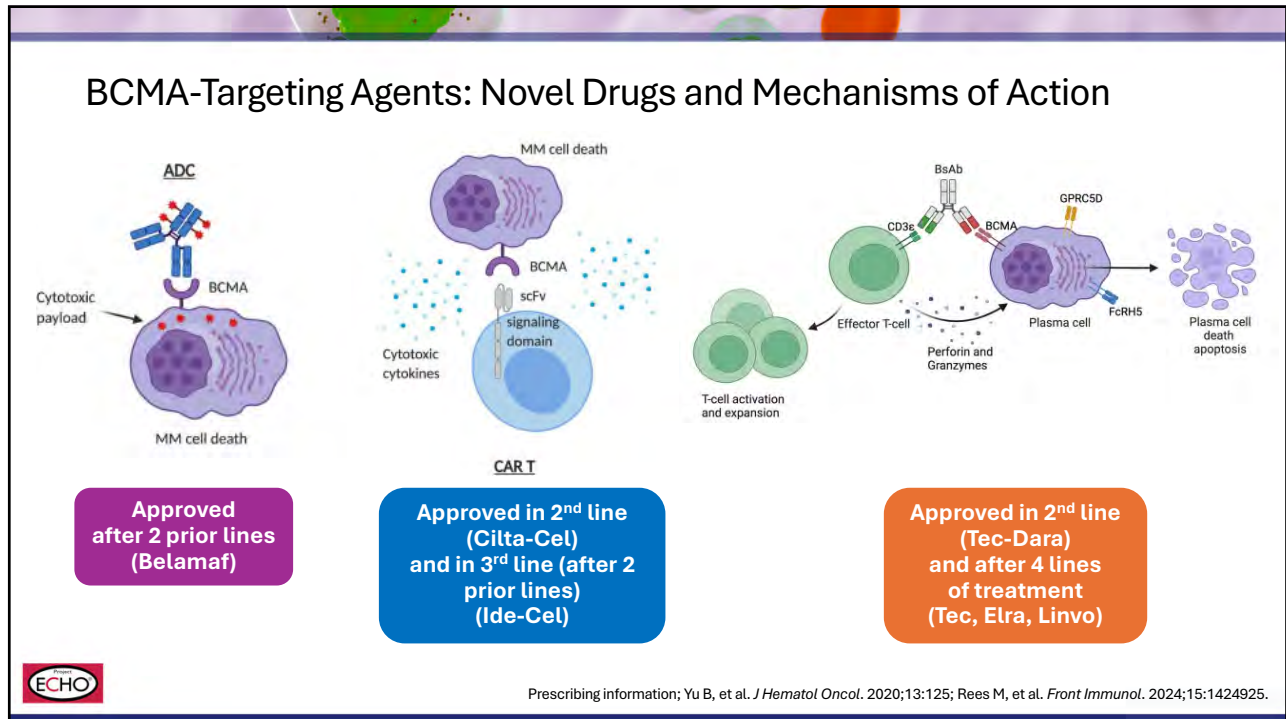 BCMA-Targeting Agents: Novel Drugs and Mechanisms of Action
ADC
BCMA
Cytotoxic
payload
MM cell death
MM cell death
BCMA
scFv
signaling
domain
Cytotoxic
cytokines
CAR T
BsAb
CD3ε
BCMA
GPRC5D
FcRH5
Effector T-cell
Plasma cell
Plasma cell
death
apoptosis
Perforin and
Granzymes
T-cell activation
and expansion
Approved
after 2 prior lines
(Belamaf)
Approved in 2nd line
(Cilta-Cel)
and in 3rd line (after 2
prior lines)
(Ide-Cel)
Approved in 2nd line
(Tec-Dara)
and after 4 lines
of treatment
(Tec, Elra, Linvo)
Project
ECHO®
Prescribing information; Yu B, et al. J Hematol Oncol. 2020;13:125; Rees M, et al. Front Immunol. 2024;15:1424925.